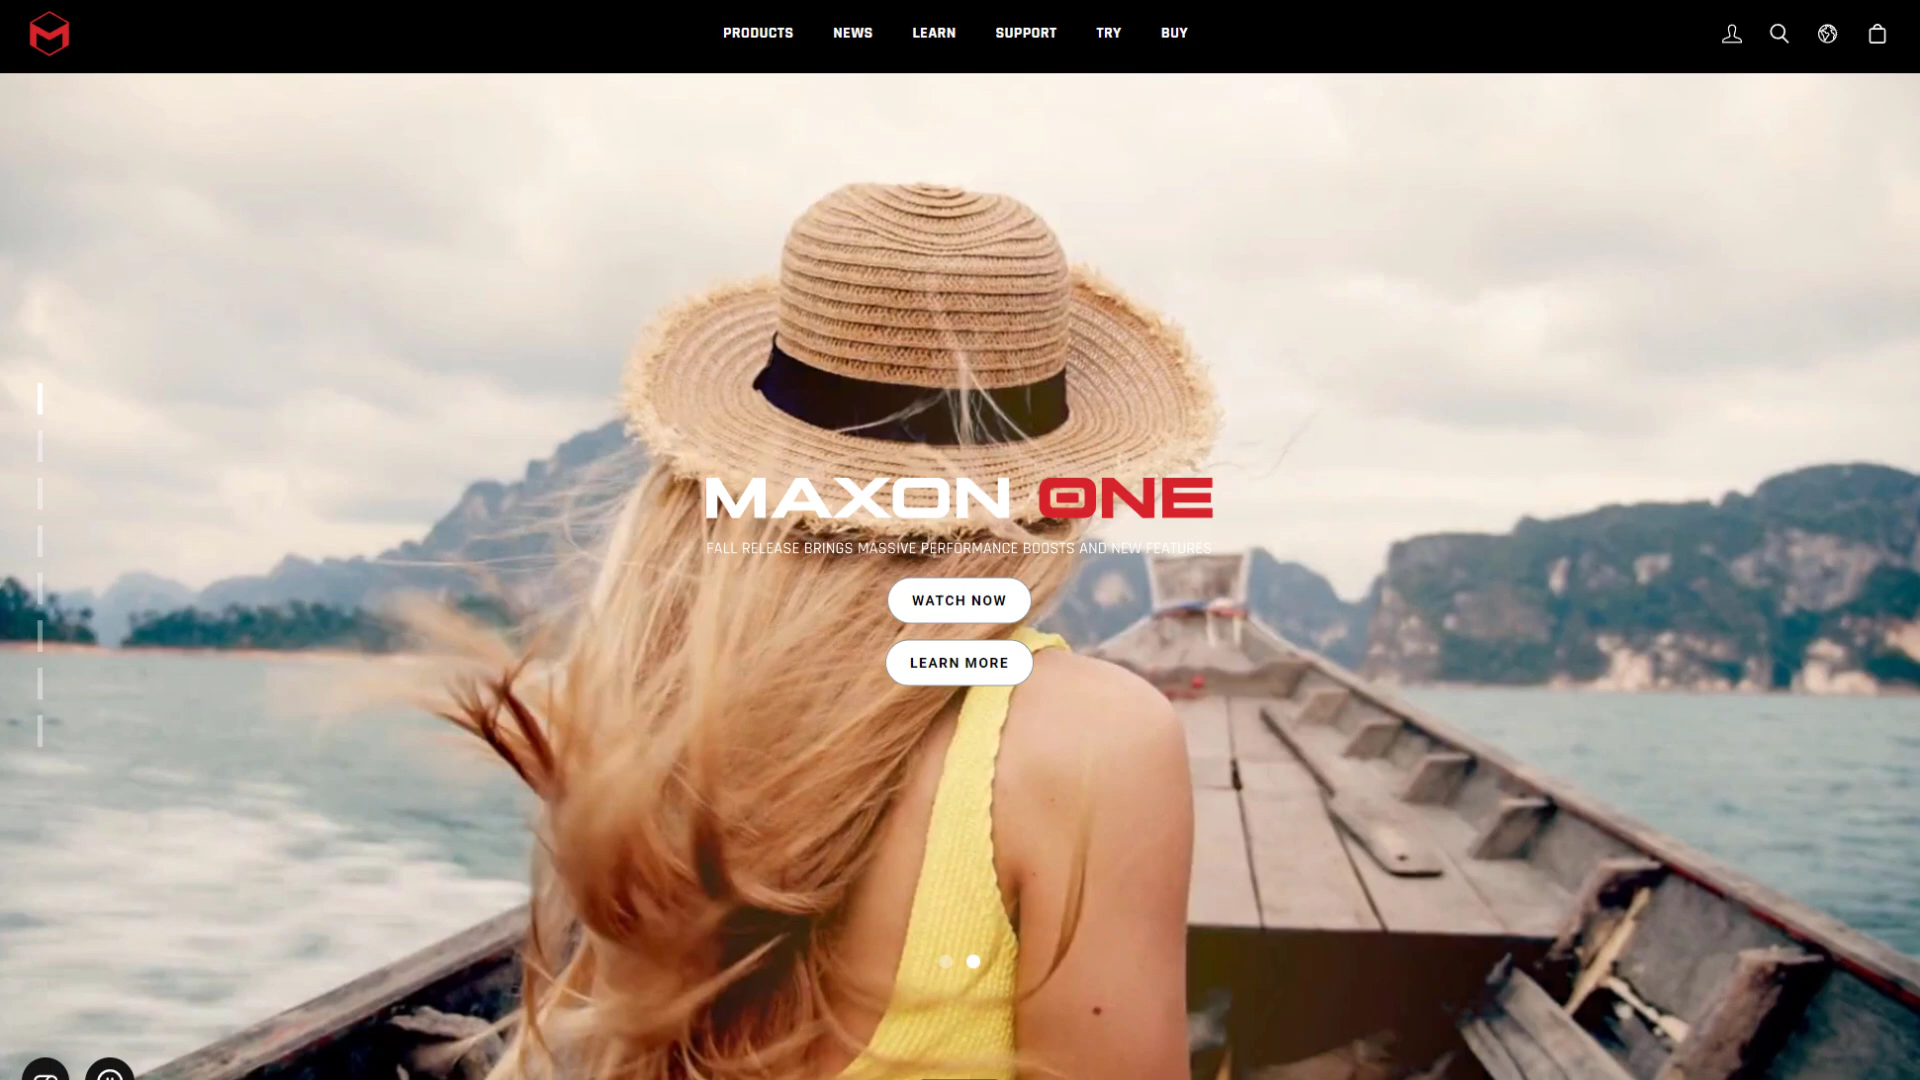 PRODUCTS NEWS LEARN SUPPORT TRY BUY
MAXON ONE
FALL RELEASE BRINGS MASSIVE PERFORMANCE BOOSTS AND NEW FEATURES
WATCH NOW
LEARN MORE